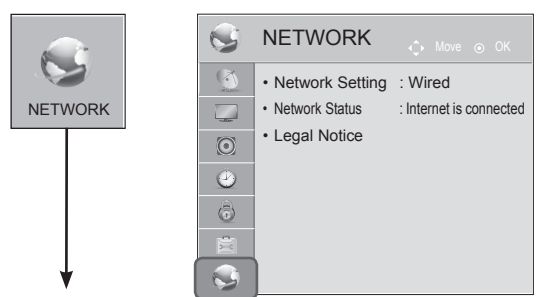 NETWORK
NETWORK
Move OK
• Network Setting : Wired
• Network Status : Internet is connected
• Legal Notice